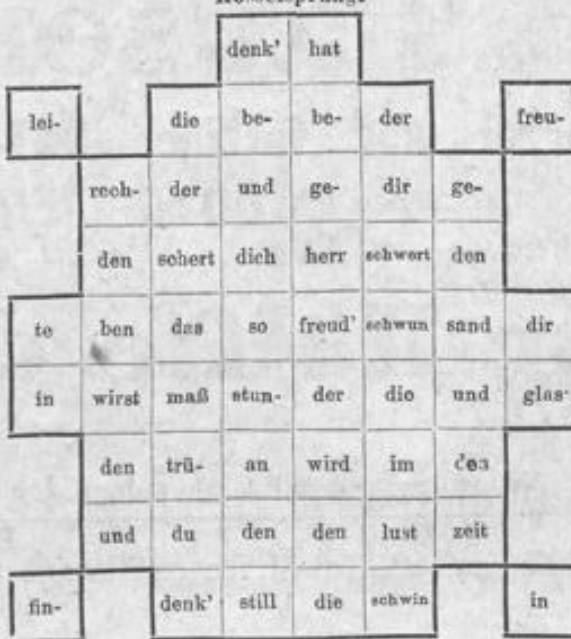 denk' hat
lei- die be- be- der freu-
rech- der und ge- dir ge-
den schert dich herr schwert den
te ben das so freud' schwun sand dir
in wirst maß stun- der die und glas-
den trü- an wird im den
und du den den lust zeit
fin- denk' still die schwin in